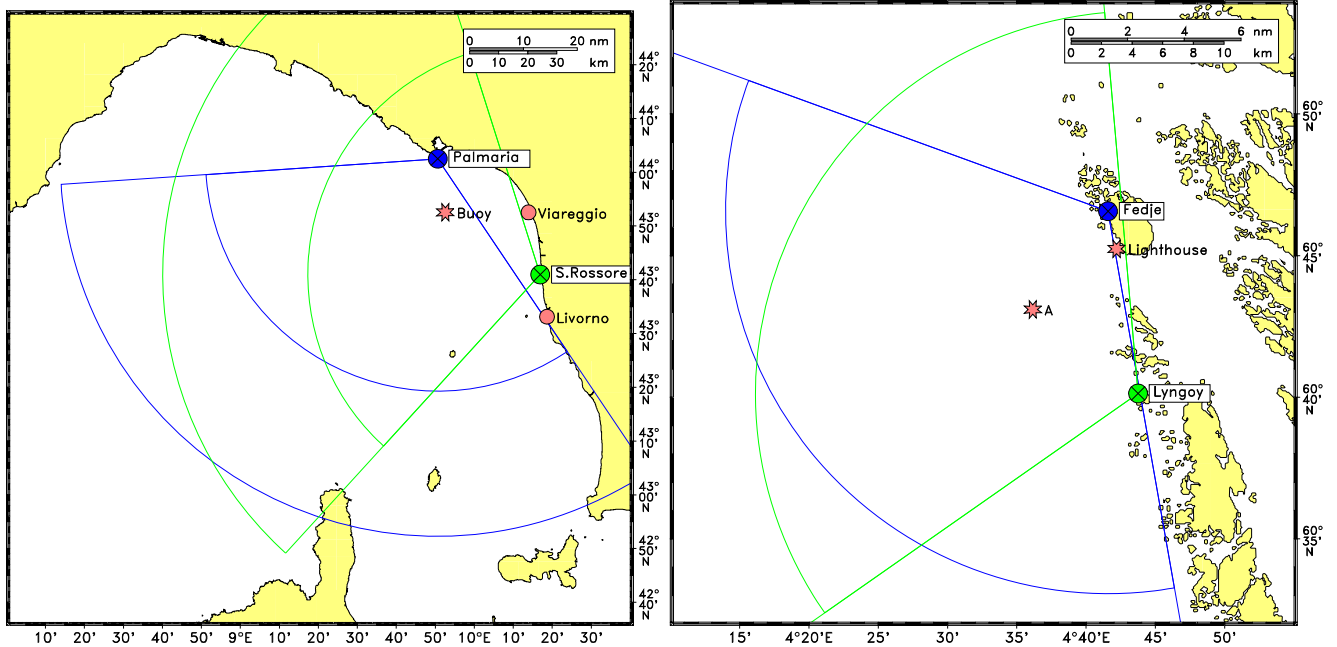 0 10 20 nm
0 10 20 30 km
Palmaria
Buoy
Viareggio
S.Rossore
Livorno
44° 20' N
44° 10' N
44° 00' N
43° 50' N
43° 40' N
43° 30' N
43° 20' N
43° 10' N
43° 00' N
42° 50' N
42° 40' N
10' 20' 30' 40' 50' 9°E 10' 20' 30' 40' 50' 10°E 10' 20' 30'
0 2 4 6 nm
0 2 4 6 8 10 km
Fedje
Lighthouse
A
Lyngoy
60° 50' N
60° 45' N
60° 40' N
60° 35' N
15' 4°20'E 25' 30' 35' 4°40'E 45' 50'